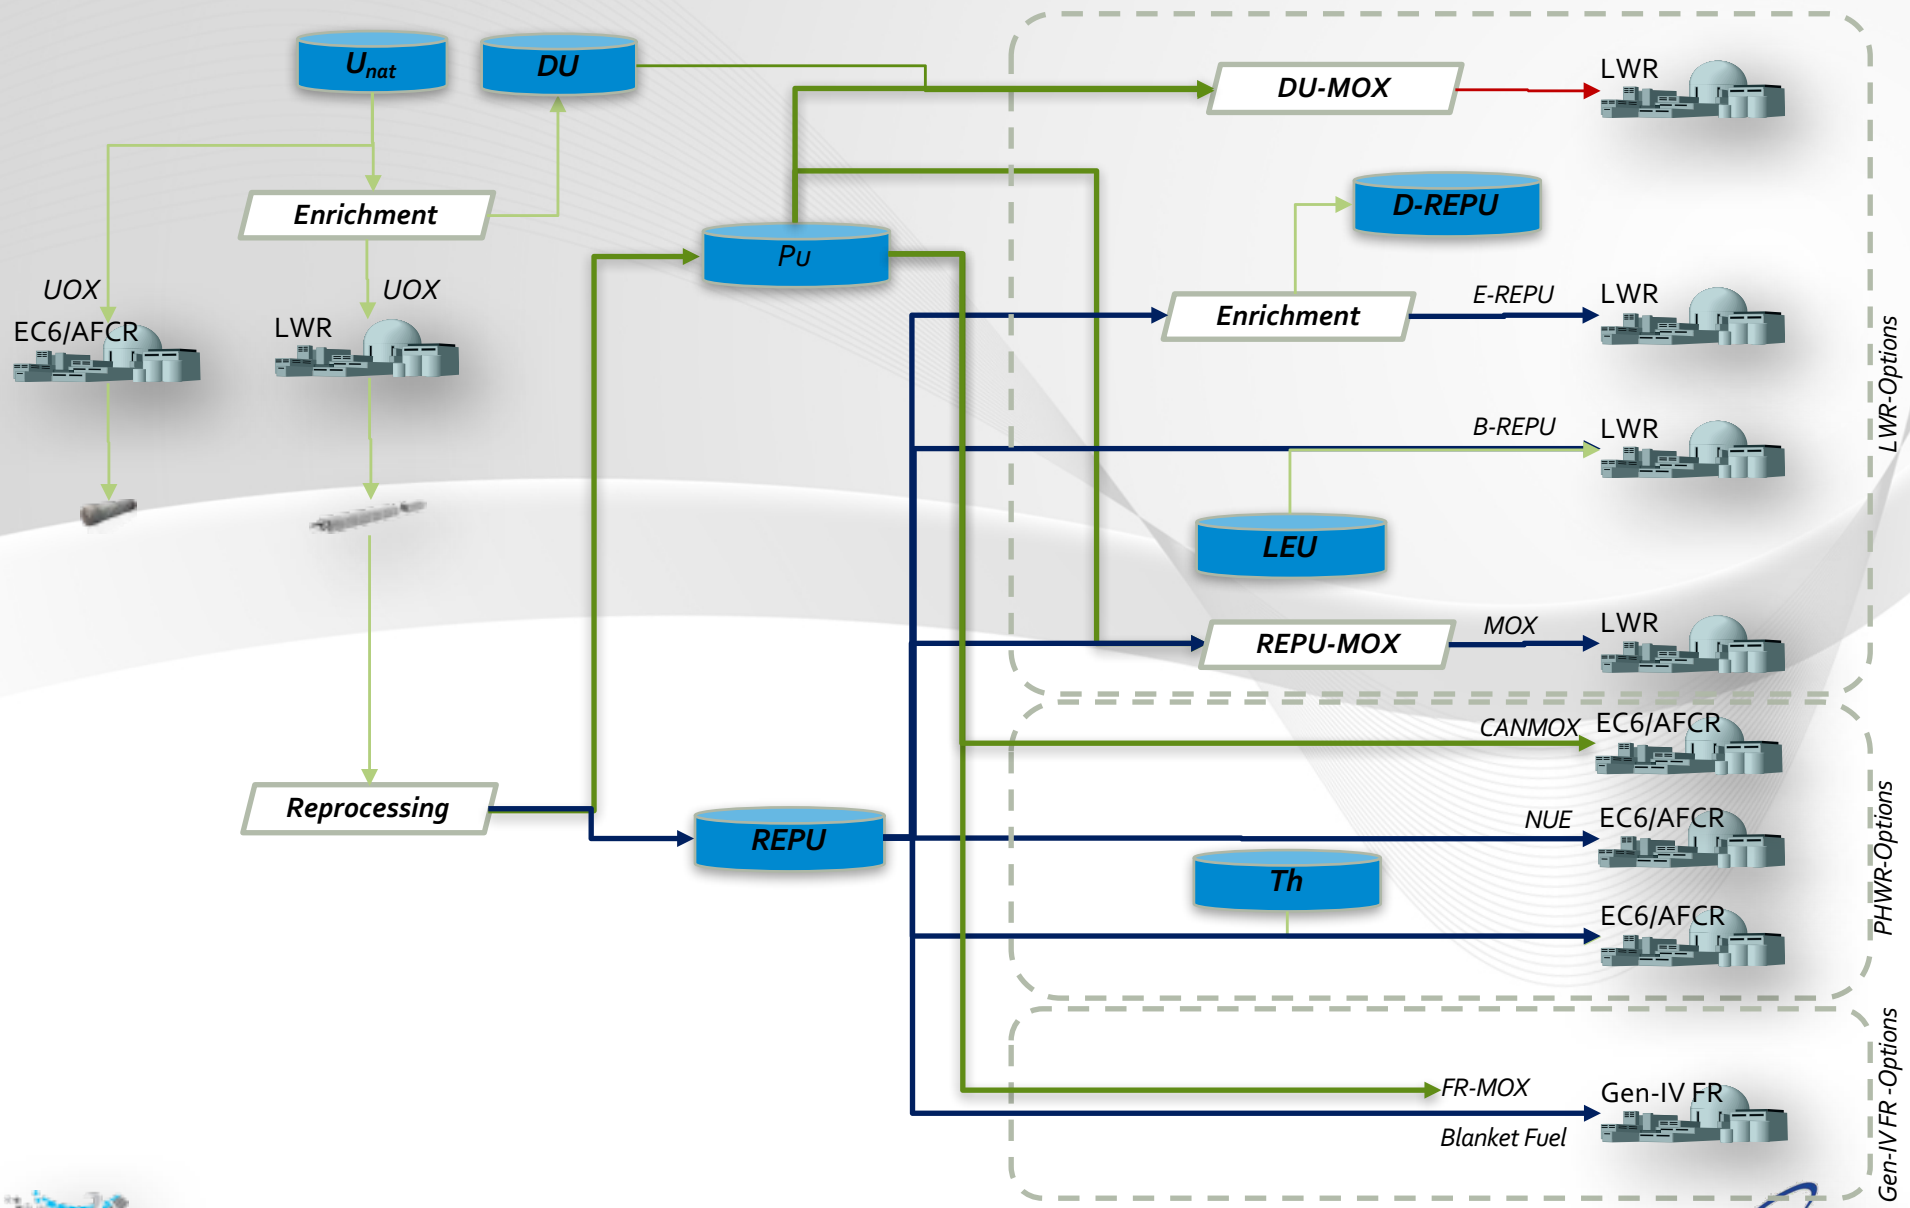 U nat
DU
DU-MOX
LWR
Enrichment
D-REPU
Pu
UOX
UOX
EC6/AFCR
LWR
Enrichment
E-REPU
LWR
B-REPU
LWR
LEU
REPU-MOX
MOX
LWR
LWR-Options
CANMOX
EC6/AFCR
Reprocessing
REPU
NUE
EC6/AFCR
Th
EC6/AFCR
PHWR-Options
FR-MOX
Gen-IV FR
Blanket Fuel
Gen-IV FR -Options